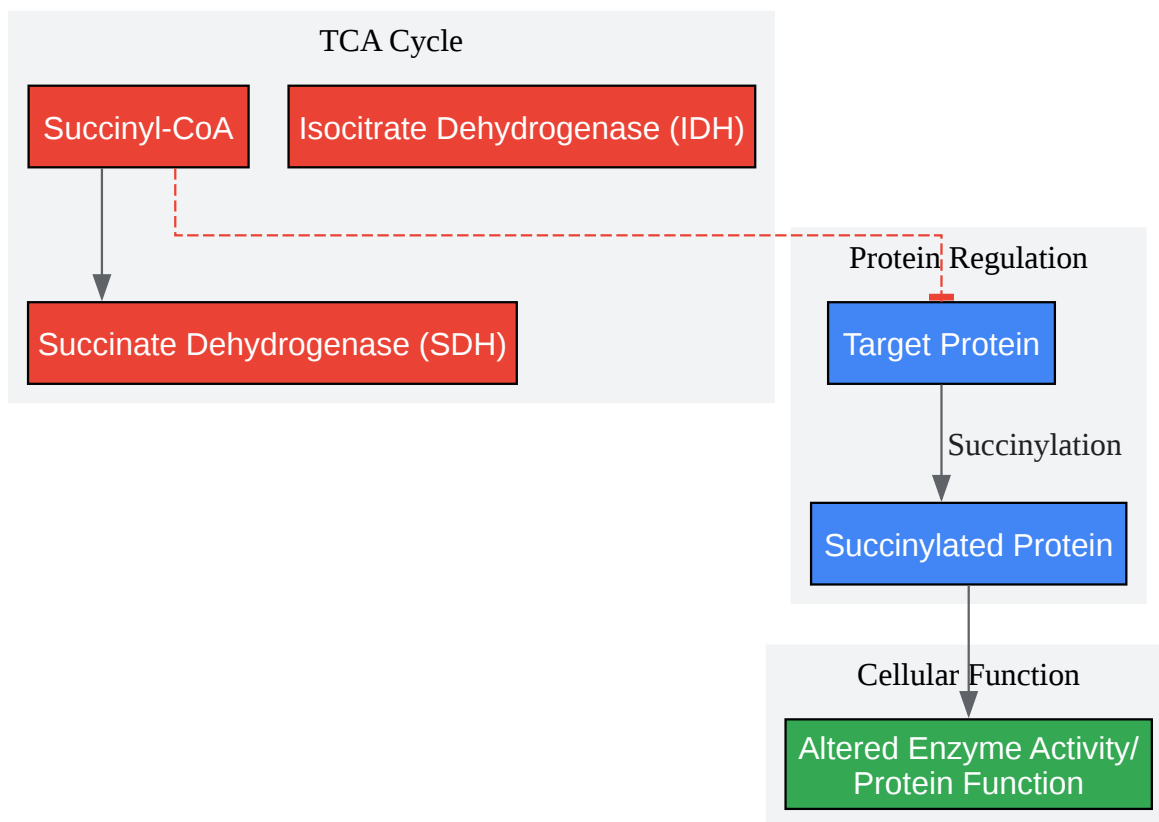 TCA Cycle
Succinyl-CoA
Isocitrate Dehydrogenase (IDH)
Succinate Dehydrogenase (SDH)
Protein Regulation
Target Protein
Succinylation
Succinylated Protein
Cellular Function
Altered Enzyme Activity/
Protein Function